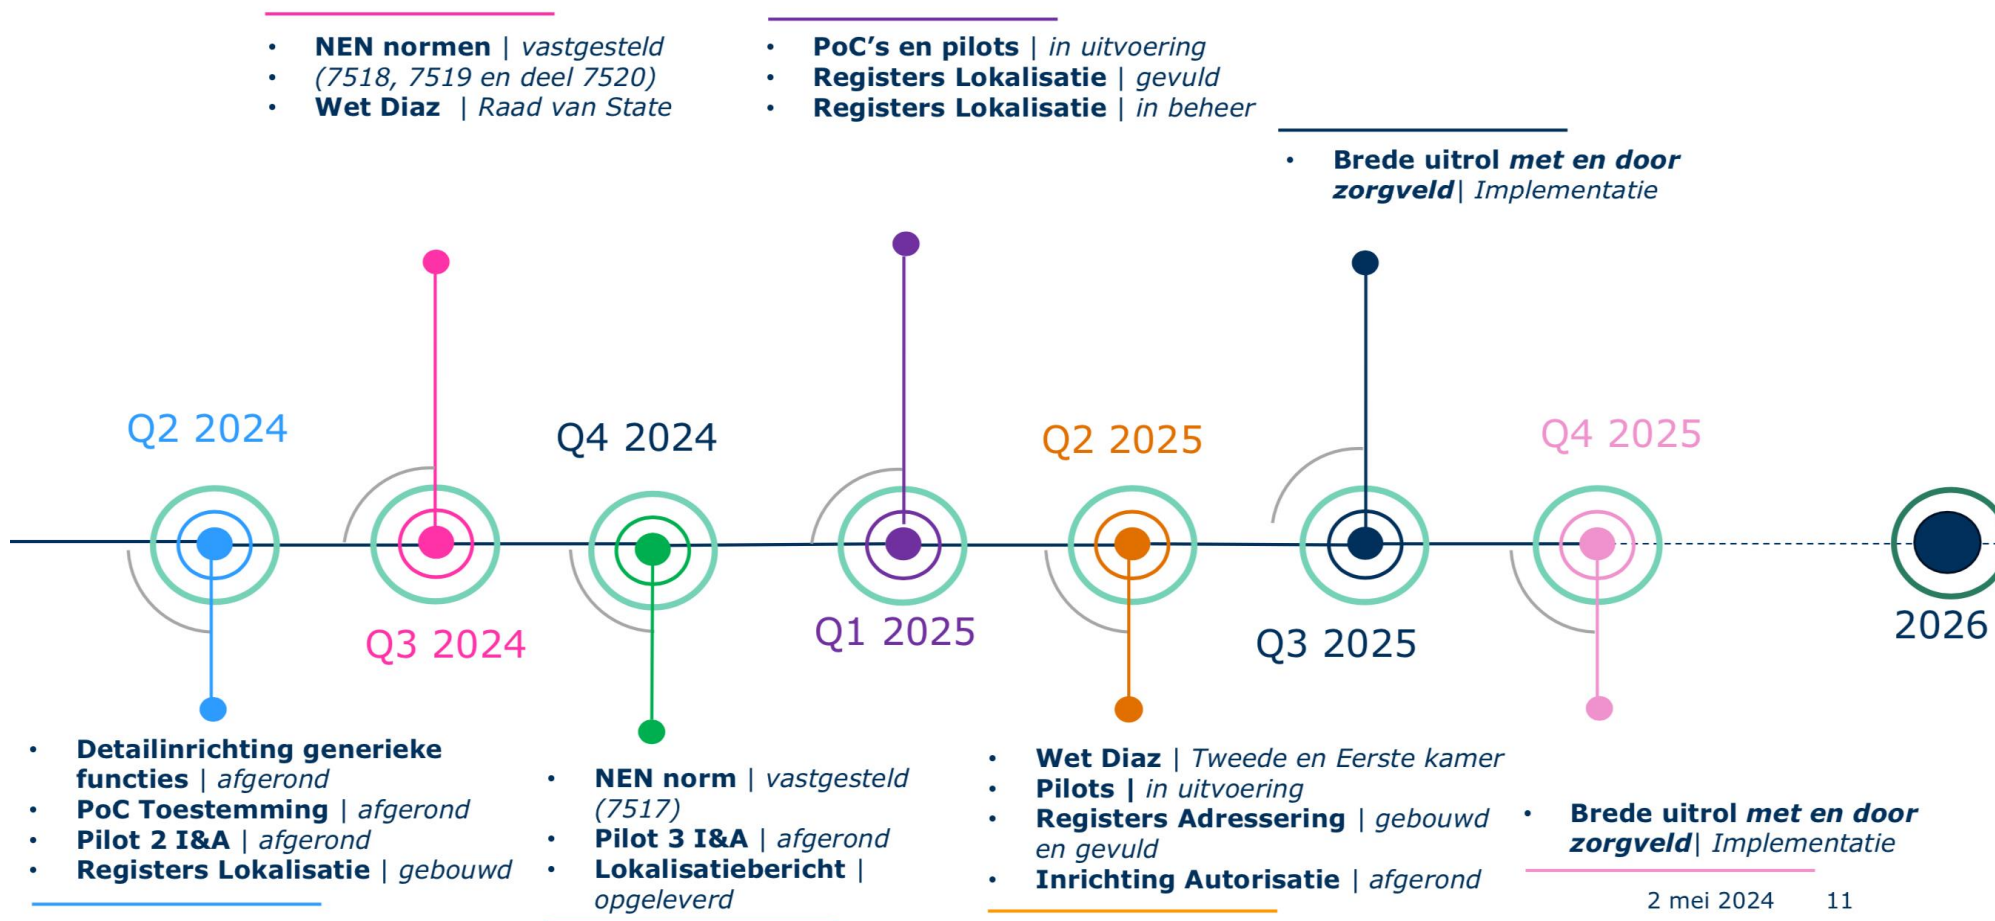 • NEN normen | vastgesteld
• (7518, 7519 en deel 7520)
• Wet Diaz | Raad van State
• PoC’s en pilots | in uitvoering
• Registers Lokalisatie | gevuld
• Registers Lokalisatie | in beheer
• Brede uitrol met en door
zorgveld| Implementatie
Q2 2024
Q3 2024
Q4 2024
Q1 2025
Q2 2025
Q3 2025
Q4 2025
2026
• Detailinrichting generieke
functies | afgerond
• PoC Toestemming | afgerond
• Pilot 2 I&A | afgerond
• Registers Lokalisatie | gebouwd
• NEN norm | vastgesteld
(7517)
• Pilot 3 I&A | afgerond
• Lokalisatiebericht |
opgeleverd
• Wet Diaz | Tweede en Eerste kamer
• Pilots | in uitvoering
• Registers Adressering | gebouwd
en gevuld
• Inrichting Autorisatie | afgerond
• Brede uitrol met en door
zorgveld| Implementatie
2 mei 2024 11